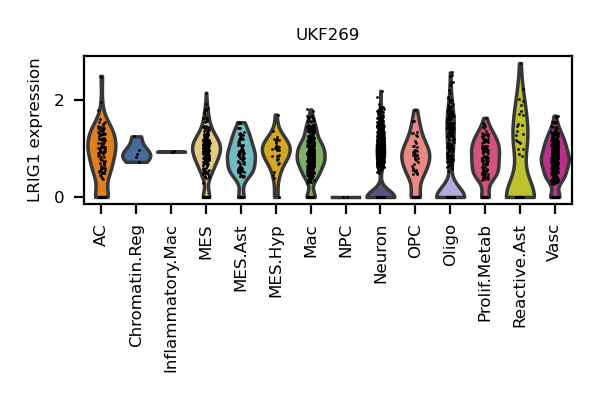 UKF269
LRIG1 expression
2
0
AC
Chromatin.Reg
Inflammatory.Mac
MES
MES.Ast
MES.Hyp
Mac
NPC
Neuron
OPC
Oligo
Prolif.Metab
Reactive.Ast
Vasc